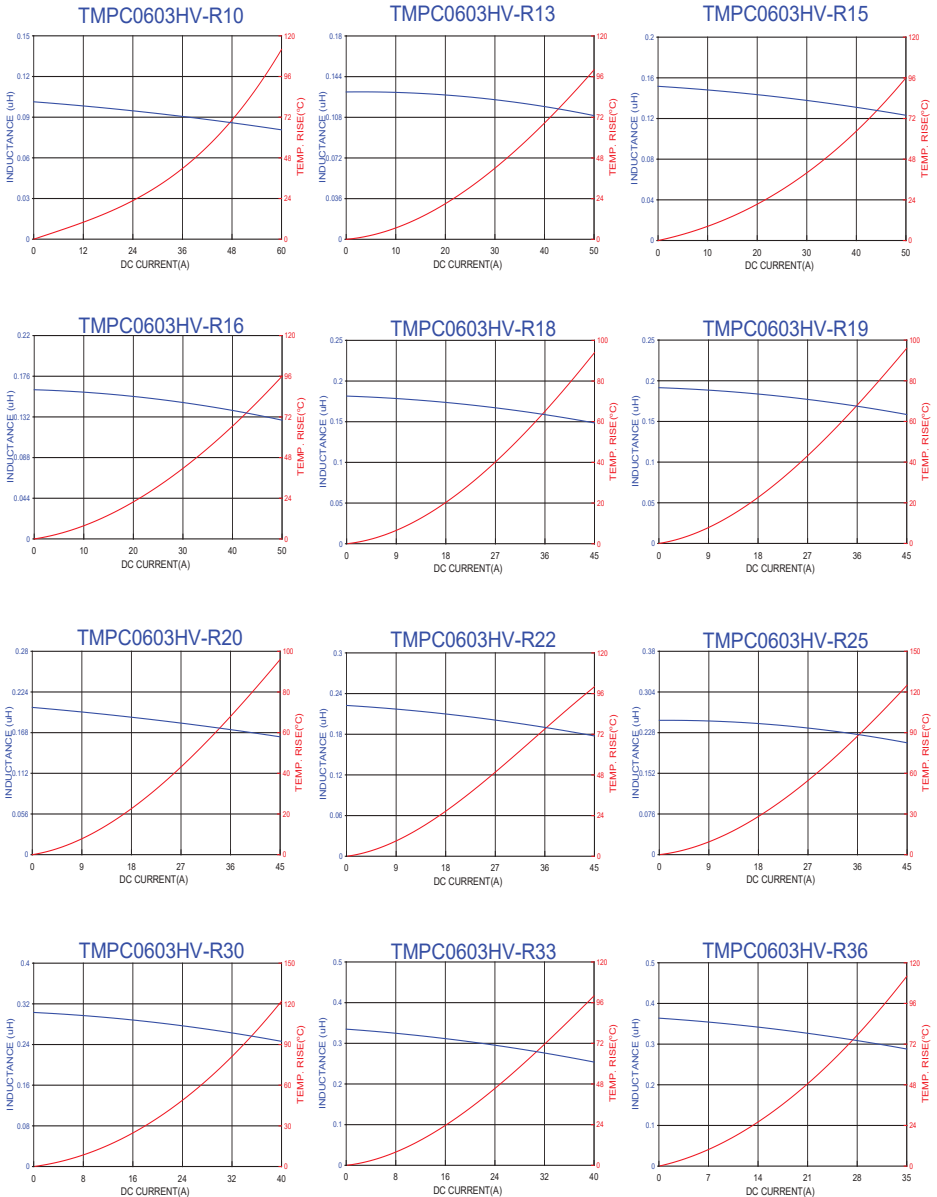 TMPC0603HV-R10
TMPC0603HV-R13
TMPC0603HV-R15
INDUCTANCE (uH)
0.15
0.12
0.09
0.06
0.03
0
120
96
72
48
24
0
TEMP. RISE(°C)
0 12 24 36 48 60
DC CURRENT(A)
INDUCTANCE (uH)
0.18
0.144
0.108
0.072
0.036
0
120
96
72
48
24
0
TEMP. RISE(°C)
0 10 20 30 40 50
DC CURRENT(A)
INDUCTANCE (uH)
0.2
0.16
0.12
0.08
0.04
0
120
96
72
48
24
0
TEMP. RISE(°C)
0 10 20 30 40 50
DC CURRENT(A)
TMPC0603HV-R16
TMPC0603HV-R18
TMPC0603HV-R19
INDUCTANCE (uH)
0.22
0.176
0.132
0.088
0.044
0
120
96
72
48
24
0
TEMP. RISE(°C)
0 10 20 30 40 50
DC CURRENT(A)
INDUCTANCE (uH)
0.25
0.2
0.15
0.1
0.05
0
100
80
60
40
20
0
TEMP. RISE(°C)
0 9 18 27 36 45
DC CURRENT(A)
INDUCTANCE (uH)
0.25
0.2
0.15
0.1
0.05
0
100
80
60
40
20
0
TEMP. RISE(°C)
0 9 18 27 36 45
DC CURRENT(A)
TMPC0603HV-R20
TMPC0603HV-R22
TMPC0603HV-R25
INDUCTANCE (uH)
0.28
0.224
0.168
0.112
0.056
0
100
80
60
40
20
0
TEMP. RISE(°C)
0 9 18 27 36 45
DC CURRENT(A)
INDUCTANCE (uH)
0.3
0.24
0.18
0.12
0.06
0
120
96
72
48
24
0
TEMP. RISE(°C)
0 9 18 27 36 45
DC CURRENT(A)
INDUCTANCE (uH)
0.38
0.304
0.228
0.152
0.076
0
150
120
90
60
30
0
TEMP. RISE(°C)
0 9 18 27 36 45
DC CURRENT(A)
TMPC0603HV-R30
TMPC0603HV-R33
TMPC0603HV-R36
INDUCTANCE (uH)
0.4
0.32
0.24
0.16
0.08
0
150
120
90
60
30
0
TEMP. RISE(°C)
0 8 16 24 32 40
DC CURRENT(A)
INDUCTANCE (uH)
0.5
0.4
0.3
0.2
0.1
0
120
96
72
48
24
0
TEMP. RISE(°C)
0 8 16 24 32 40
DC CURRENT(A)
INDUCTANCE (uH)
0.5
0.4
0.3
0.2
0.1
0
120
96
72
48
24
0
TEMP. RISE(°C)
0 7 14 21 28 35
DC CURRENT(A)